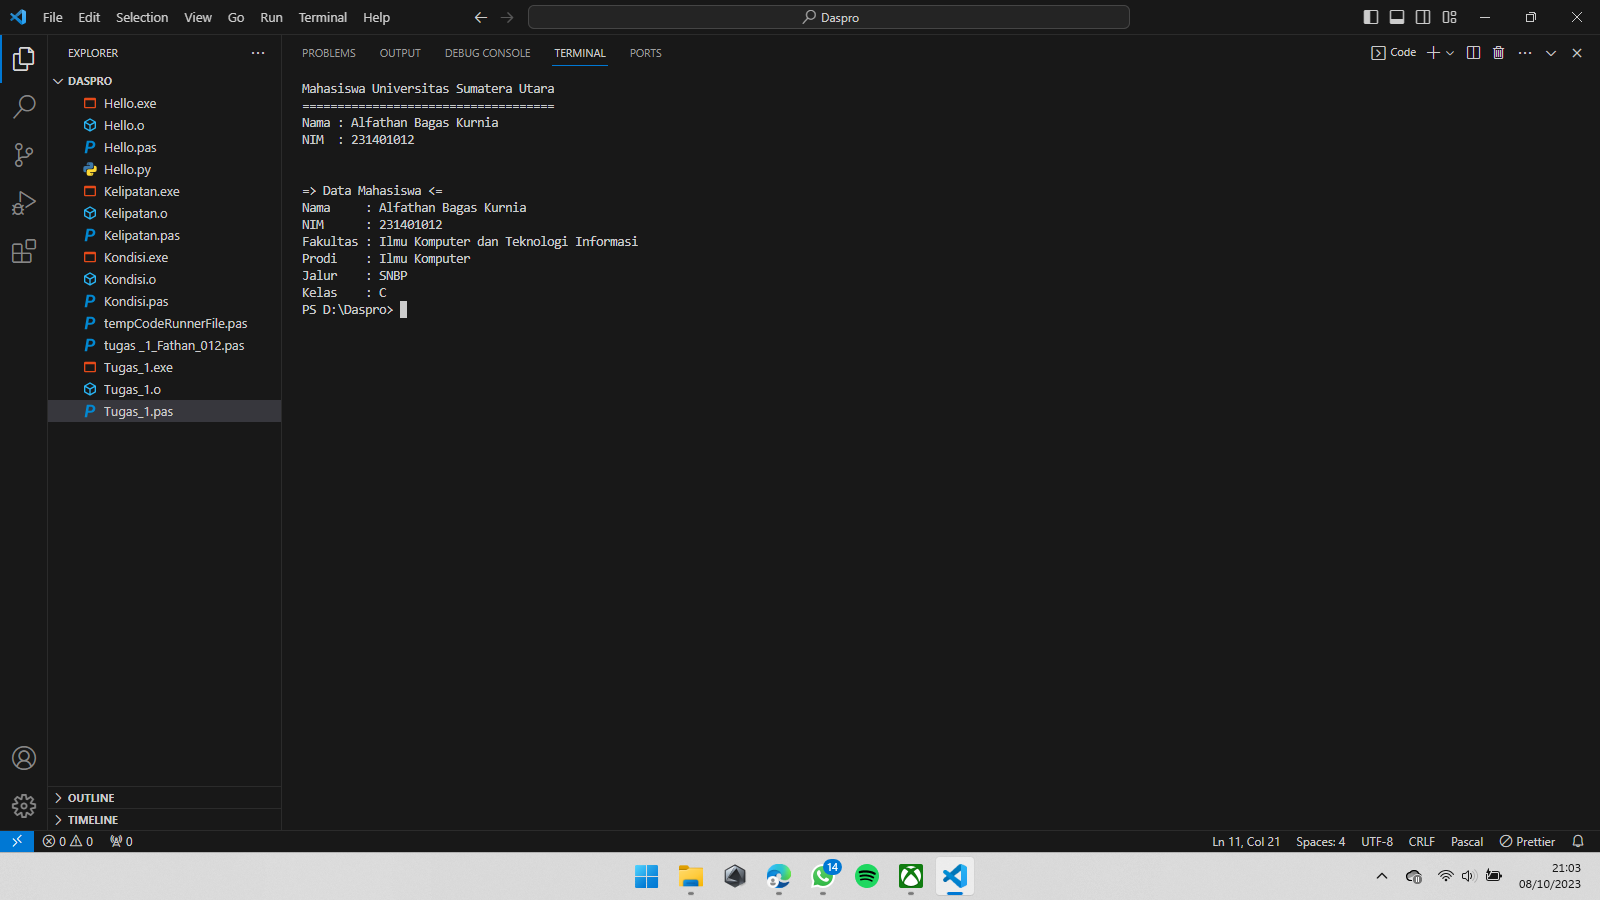 File Edit Selection View Go Run Terminal Help
Daspro
EXPLORER
DASPRO
Hello.exe
Hello.o
Hello.pas
Hello.py
Kelipatan.exe
Kelipatan.o
Kelipatan.pas
Kondisi.exe
Kondisi.o
Kondisi.pas
tempCodeRunnerFile.pas
tugas _1_Fathan_012.pas
Tugas_1.exe
Tugas_1.o
Tugas_1.pas
OUTLINE
TIMELINE
PROBLEMS OUTPUT DEBUG CONSOLE TERMINAL PORTS
Code
Mahasiswa Universitas Sumatera Utara
====================================
Nama : Alfathan Bagas Kurnia
NIM  : 231401012
=> Data Mahasiswa <=
Nama     : Alfathan Bagas Kurnia
NIM      : 231401012
Fakultas : Ilmu Komputer dan Teknologi Informasi
Prodi    : Ilmu Komputer
Jalur    : SNBP
Kelas    : C
PS D:\Daspro>
0 0 0
Ln 11, Col 21 Spaces: 4 UTF-8 CRLF Pascal Prettier
14
21:03
08/10/2023